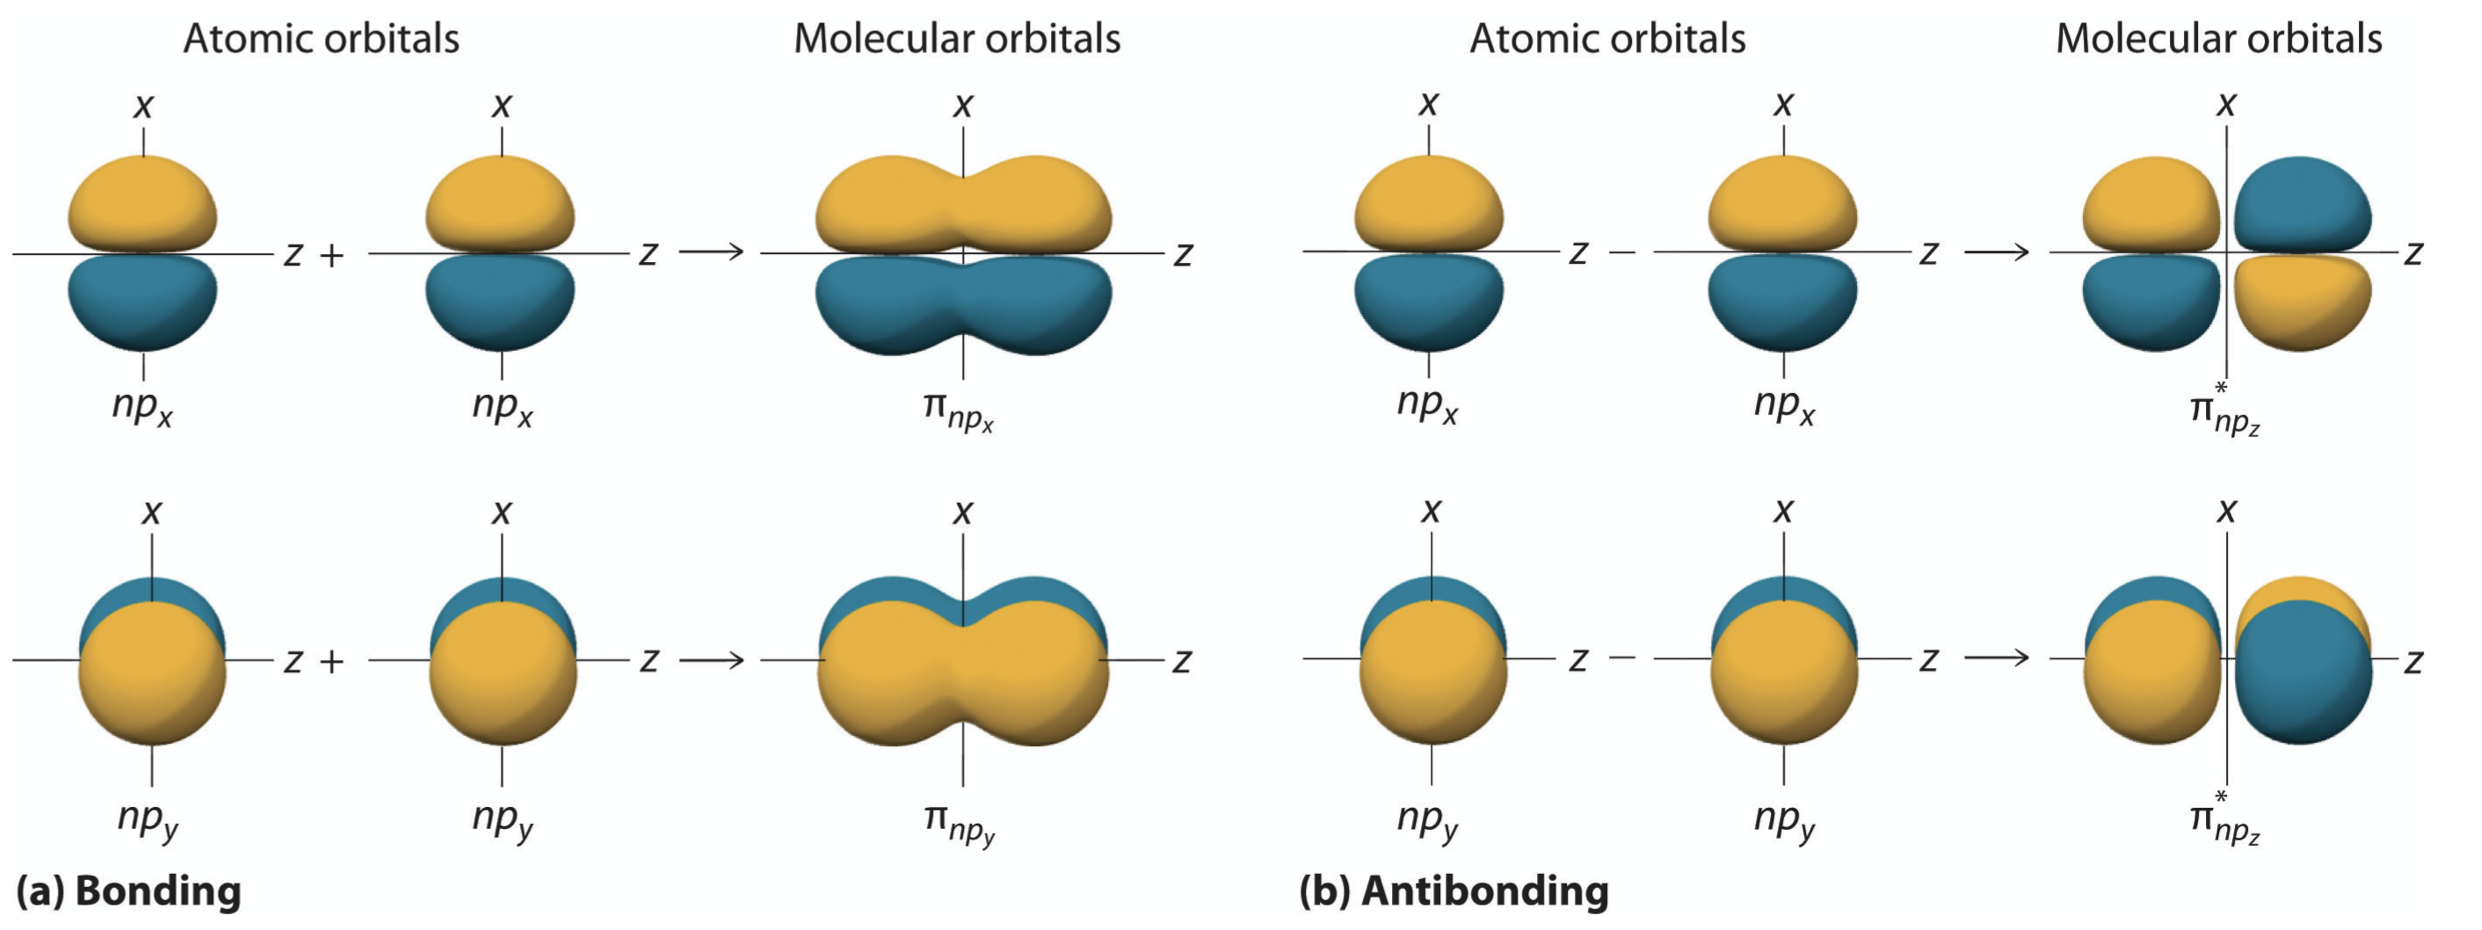 Atomic orbitals Molecular orbitals Atomic orbitals Molecular orbitals
x x x x x x
z + z → z z − z → z
npx npx πnpx npx npx π*npz
x x x x x x
z + z → z z − z → z
npy npy πnpy npy npy π*npz
(a) Bonding (b) Antibonding